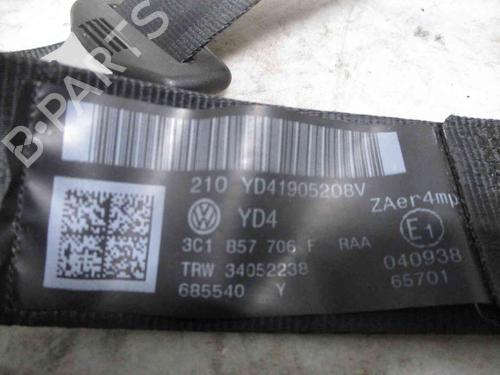 B-PARTS
210 YD41905208V
YD4
ZAer4mp
3C1 857 706 F RAA
E1
TRW 34052238
040938
685540 Y
65701